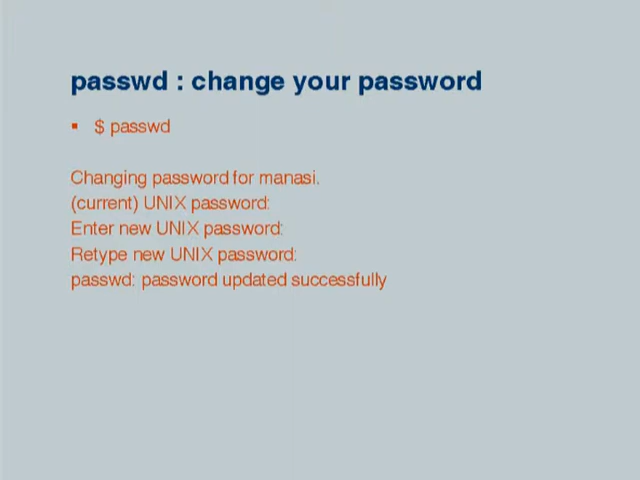 passwd : change your password
▪ $ passwd
Changing password for manasi.
(current) UNIX password:
Enter new UNIX password:
Retype new UNIX password:
passwd: password updated successfully